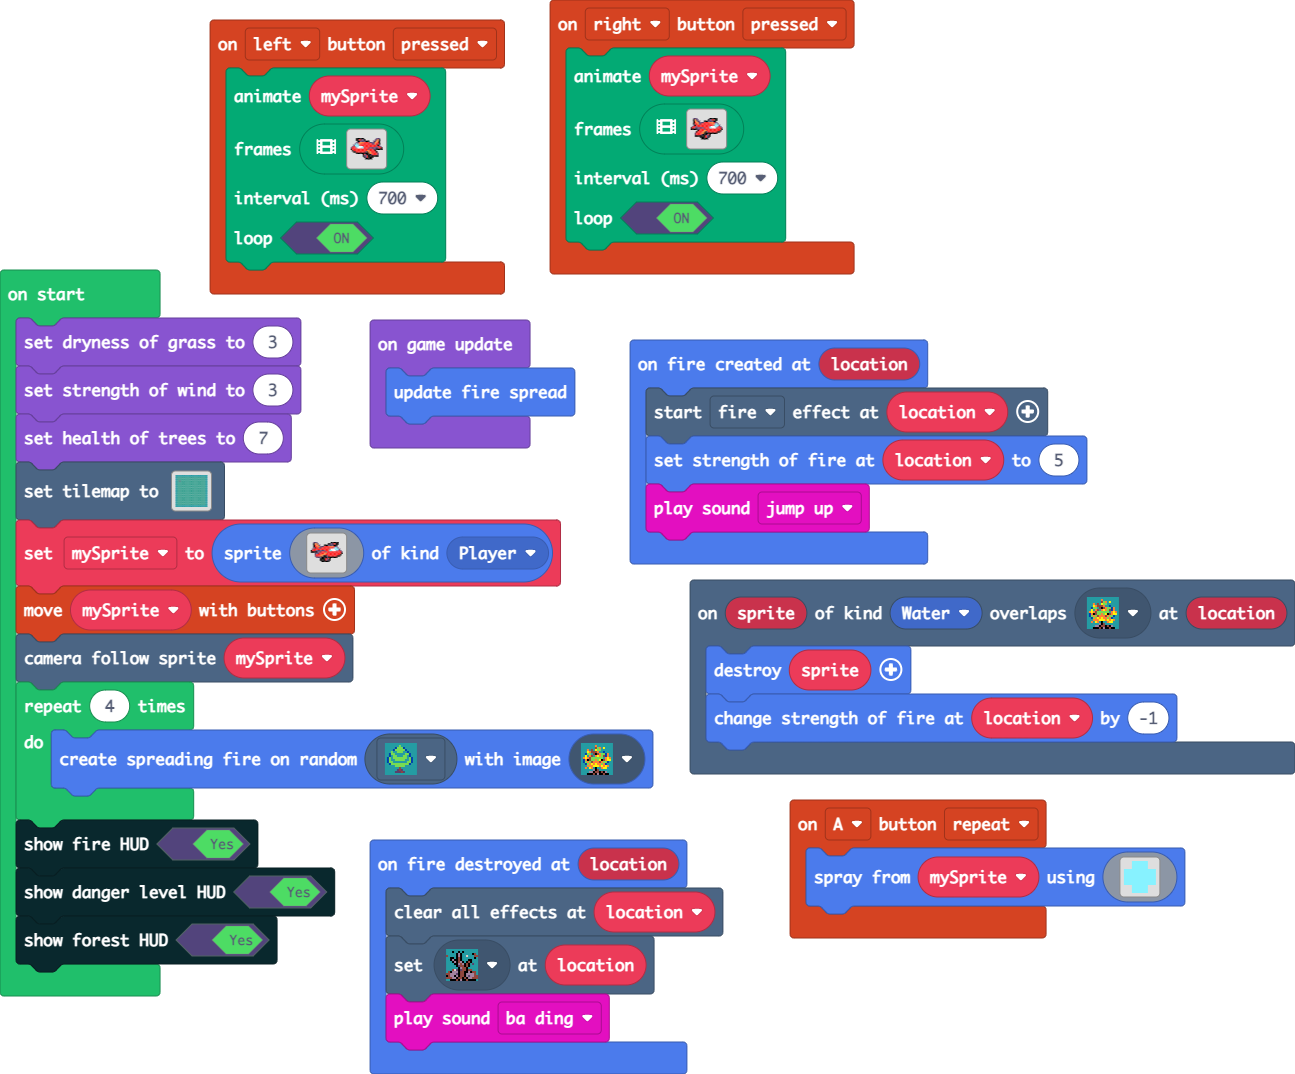 on left button pressed
animate mySprite
frames
interval (ms) 700
loop ON
on right button pressed
animate mySprite
frames
interval (ms) 700
loop ON
on start
set dryness of grass to 3
set strength of wind to 3
set health of trees to 7
set tilemap to
set mySprite to sprite of kind Player
move mySprite with buttons
camera follow sprite mySprite
repeat 4 times
do
create spreading fire on random with image
show fire HUD Yes
show danger level HUD Yes
show forest HUD Yes
on game update
update fire spread
on fire created at location
start fire effect at location
set strength of fire at location to 5
play sound jump up
on sprite of kind Water overlaps at location
destroy sprite
change strength of fire at location by -1
on fire destroyed at location
clear all effects at location
set at location
play sound ba ding
on A button repeat
spray from mySprite using